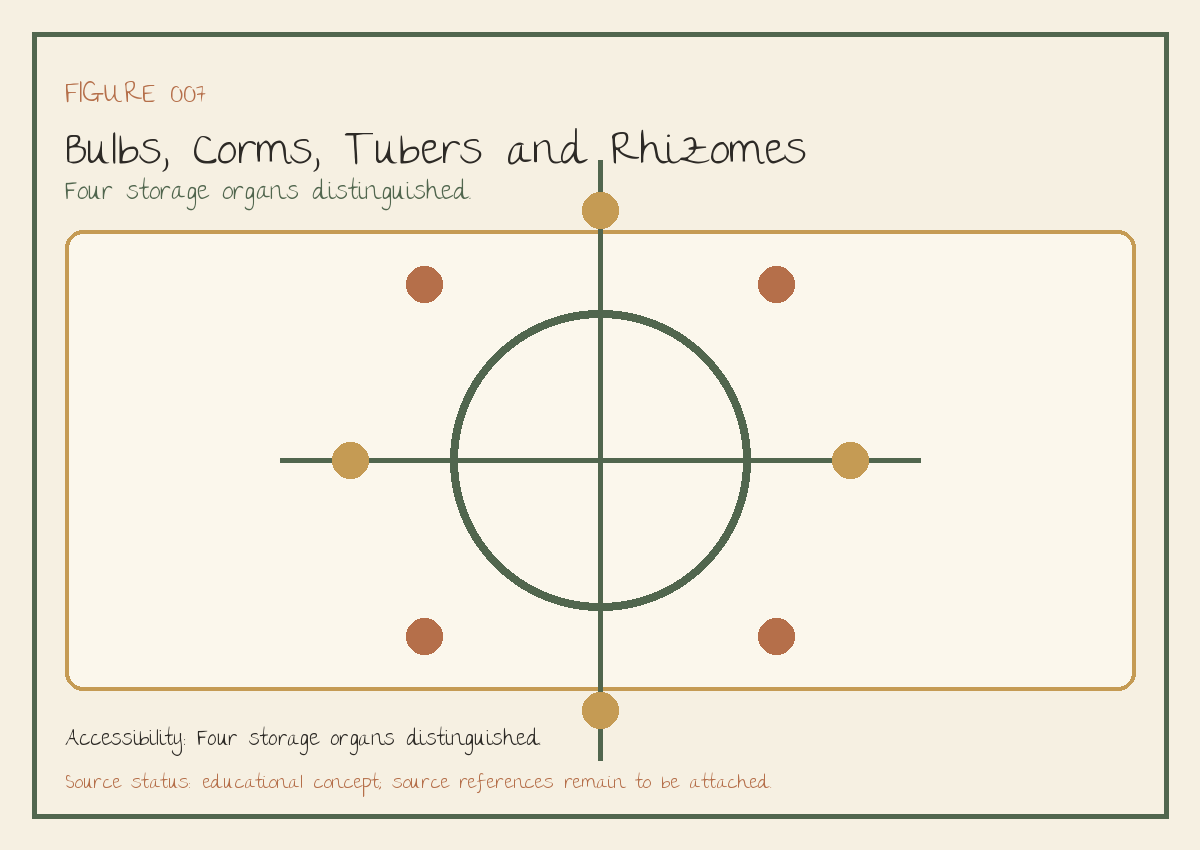 FIGURE 007
Bulbs, Corms, Tubers and Rhizomes
Four storage organs distinguished.
Accessibility: Four storage organs distinguished.
Source status: educational concept; source references remain to be attached.